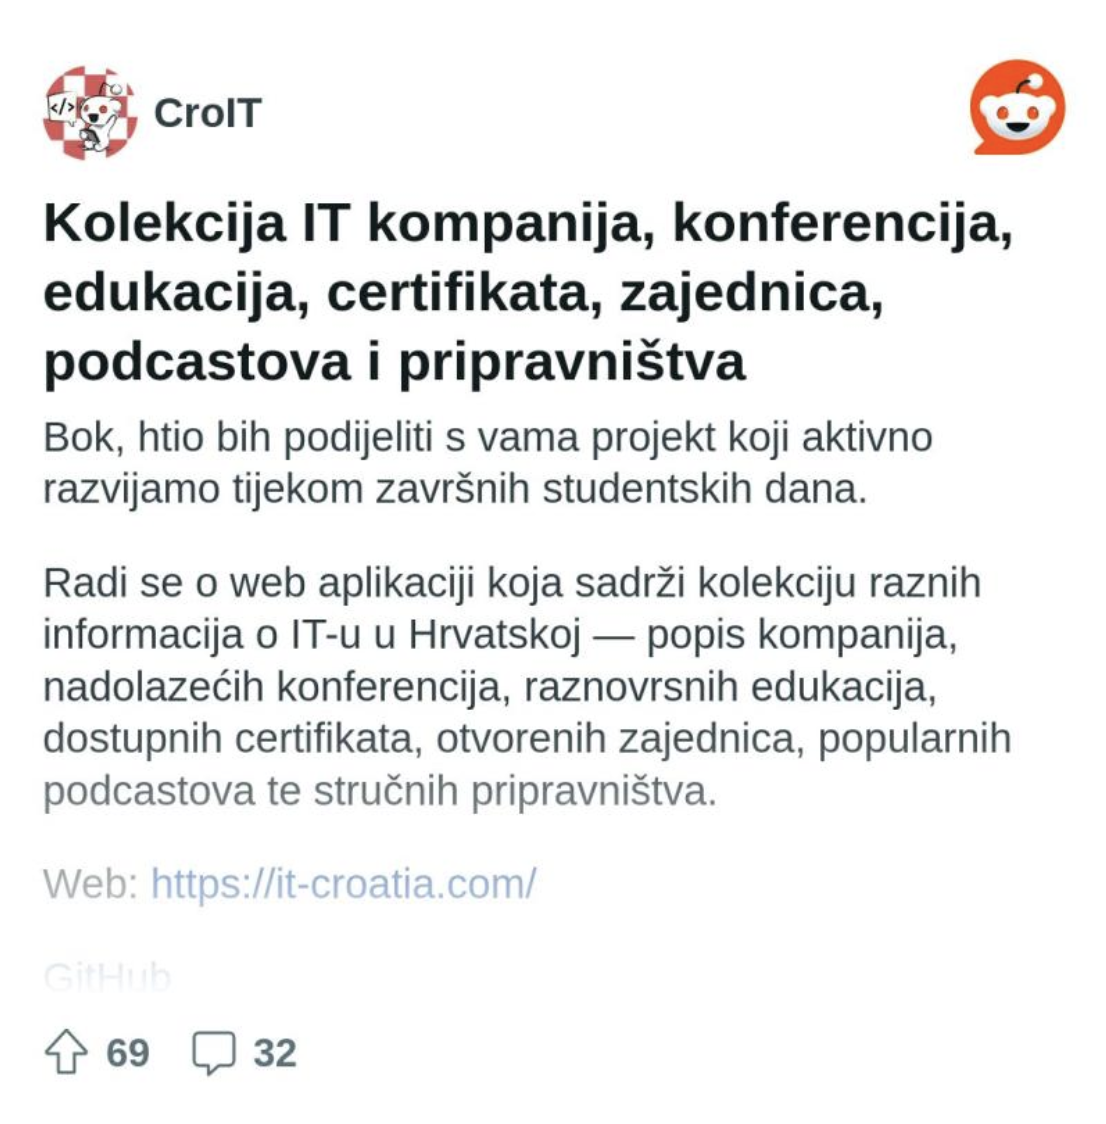 CroIT
</>
Kolekcija IT kompanija, konferencija,
edukacija, certifikata, zajednica,
podcastova i pripravništva
Bok, htio bih podijeliti s vama projekt koji aktivno
razvijamo tijekom završnih studentskih dana.
Radi se o web aplikaciji koja sadrži kolekciju raznih
informacija o IT-u u Hrvatskoj — popis kompanija,
nadolazećih konferencija, raznovrsnih edukacija,
dostupnih certifikata, otvorenih zajednica, popularnih
podcastova te stručnih pripravništva.
Web: https://it-croatia.com/
GitHub
69 32